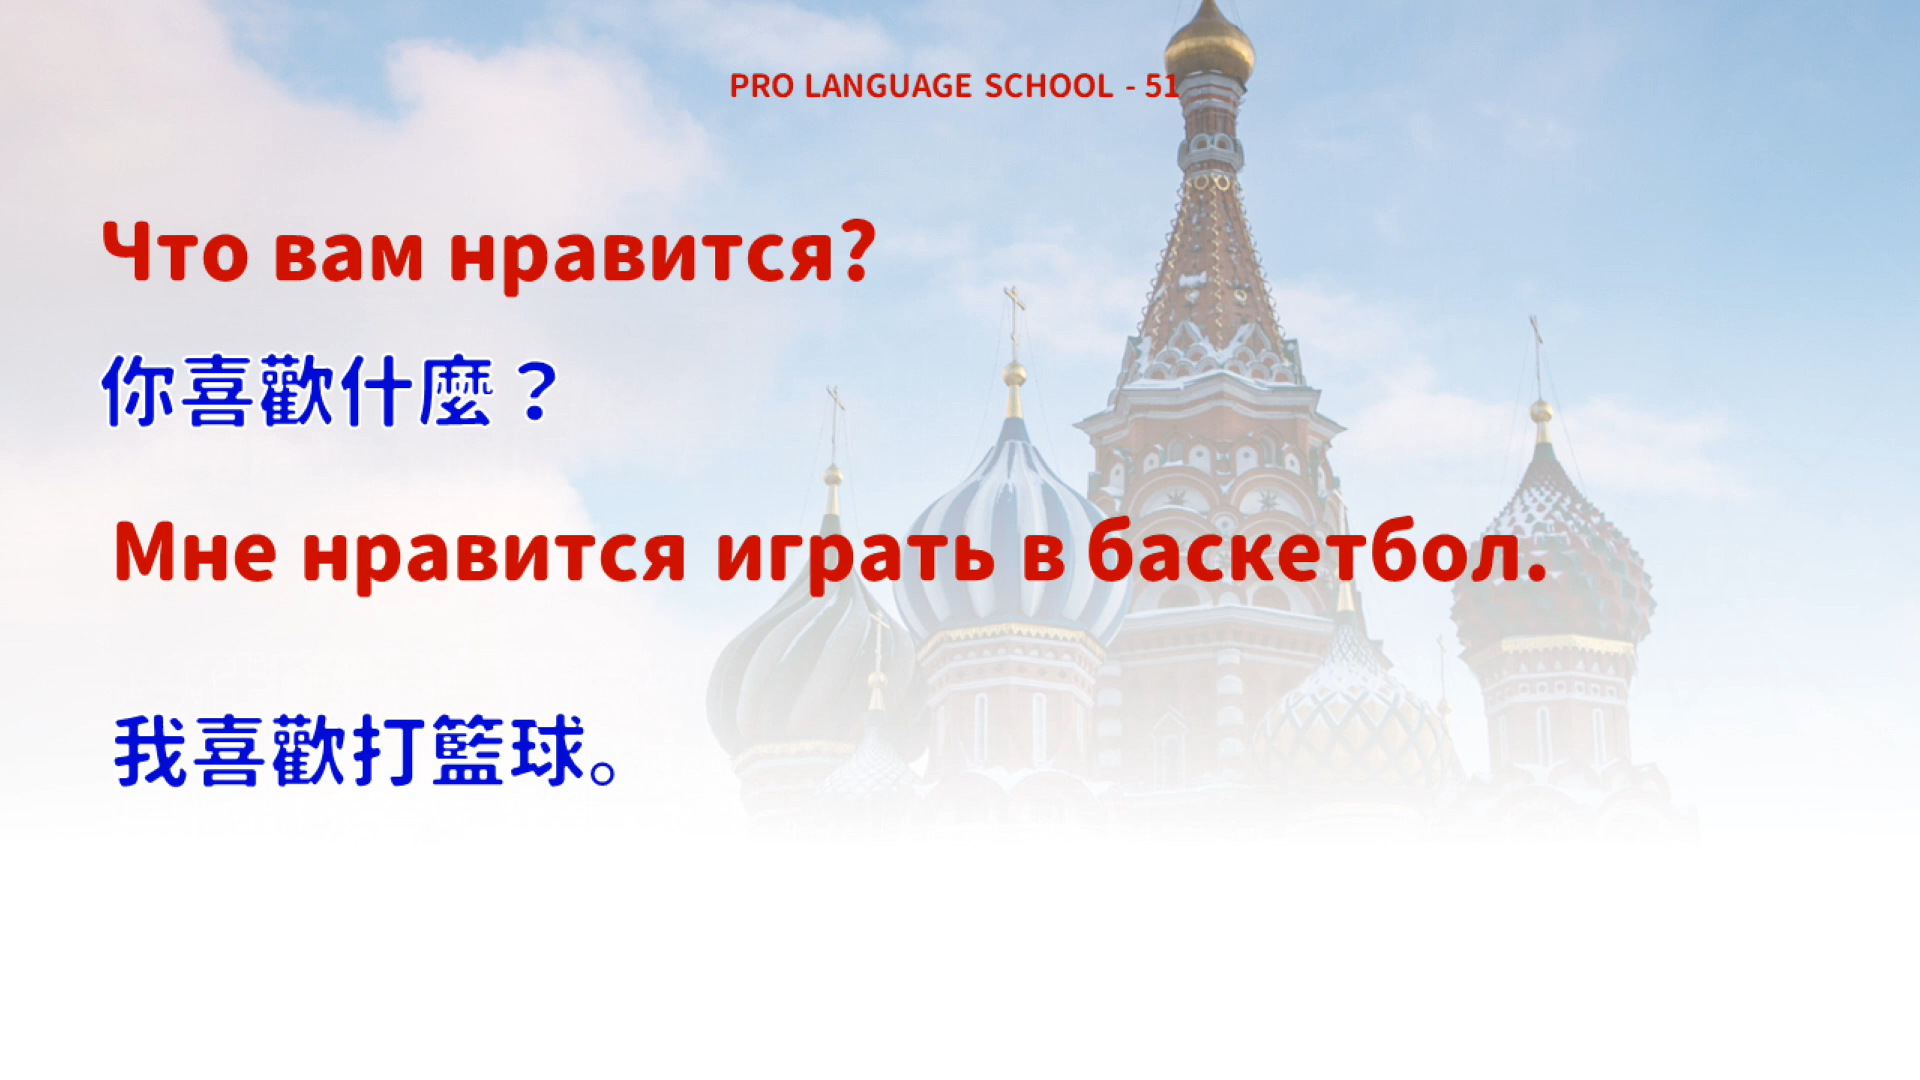 PRO LANGUAGE SCHOOL - 51
Что вам нравится?
你喜歡什麼？
Мне нравится играть в баскетбол.
我喜歡打籃球。